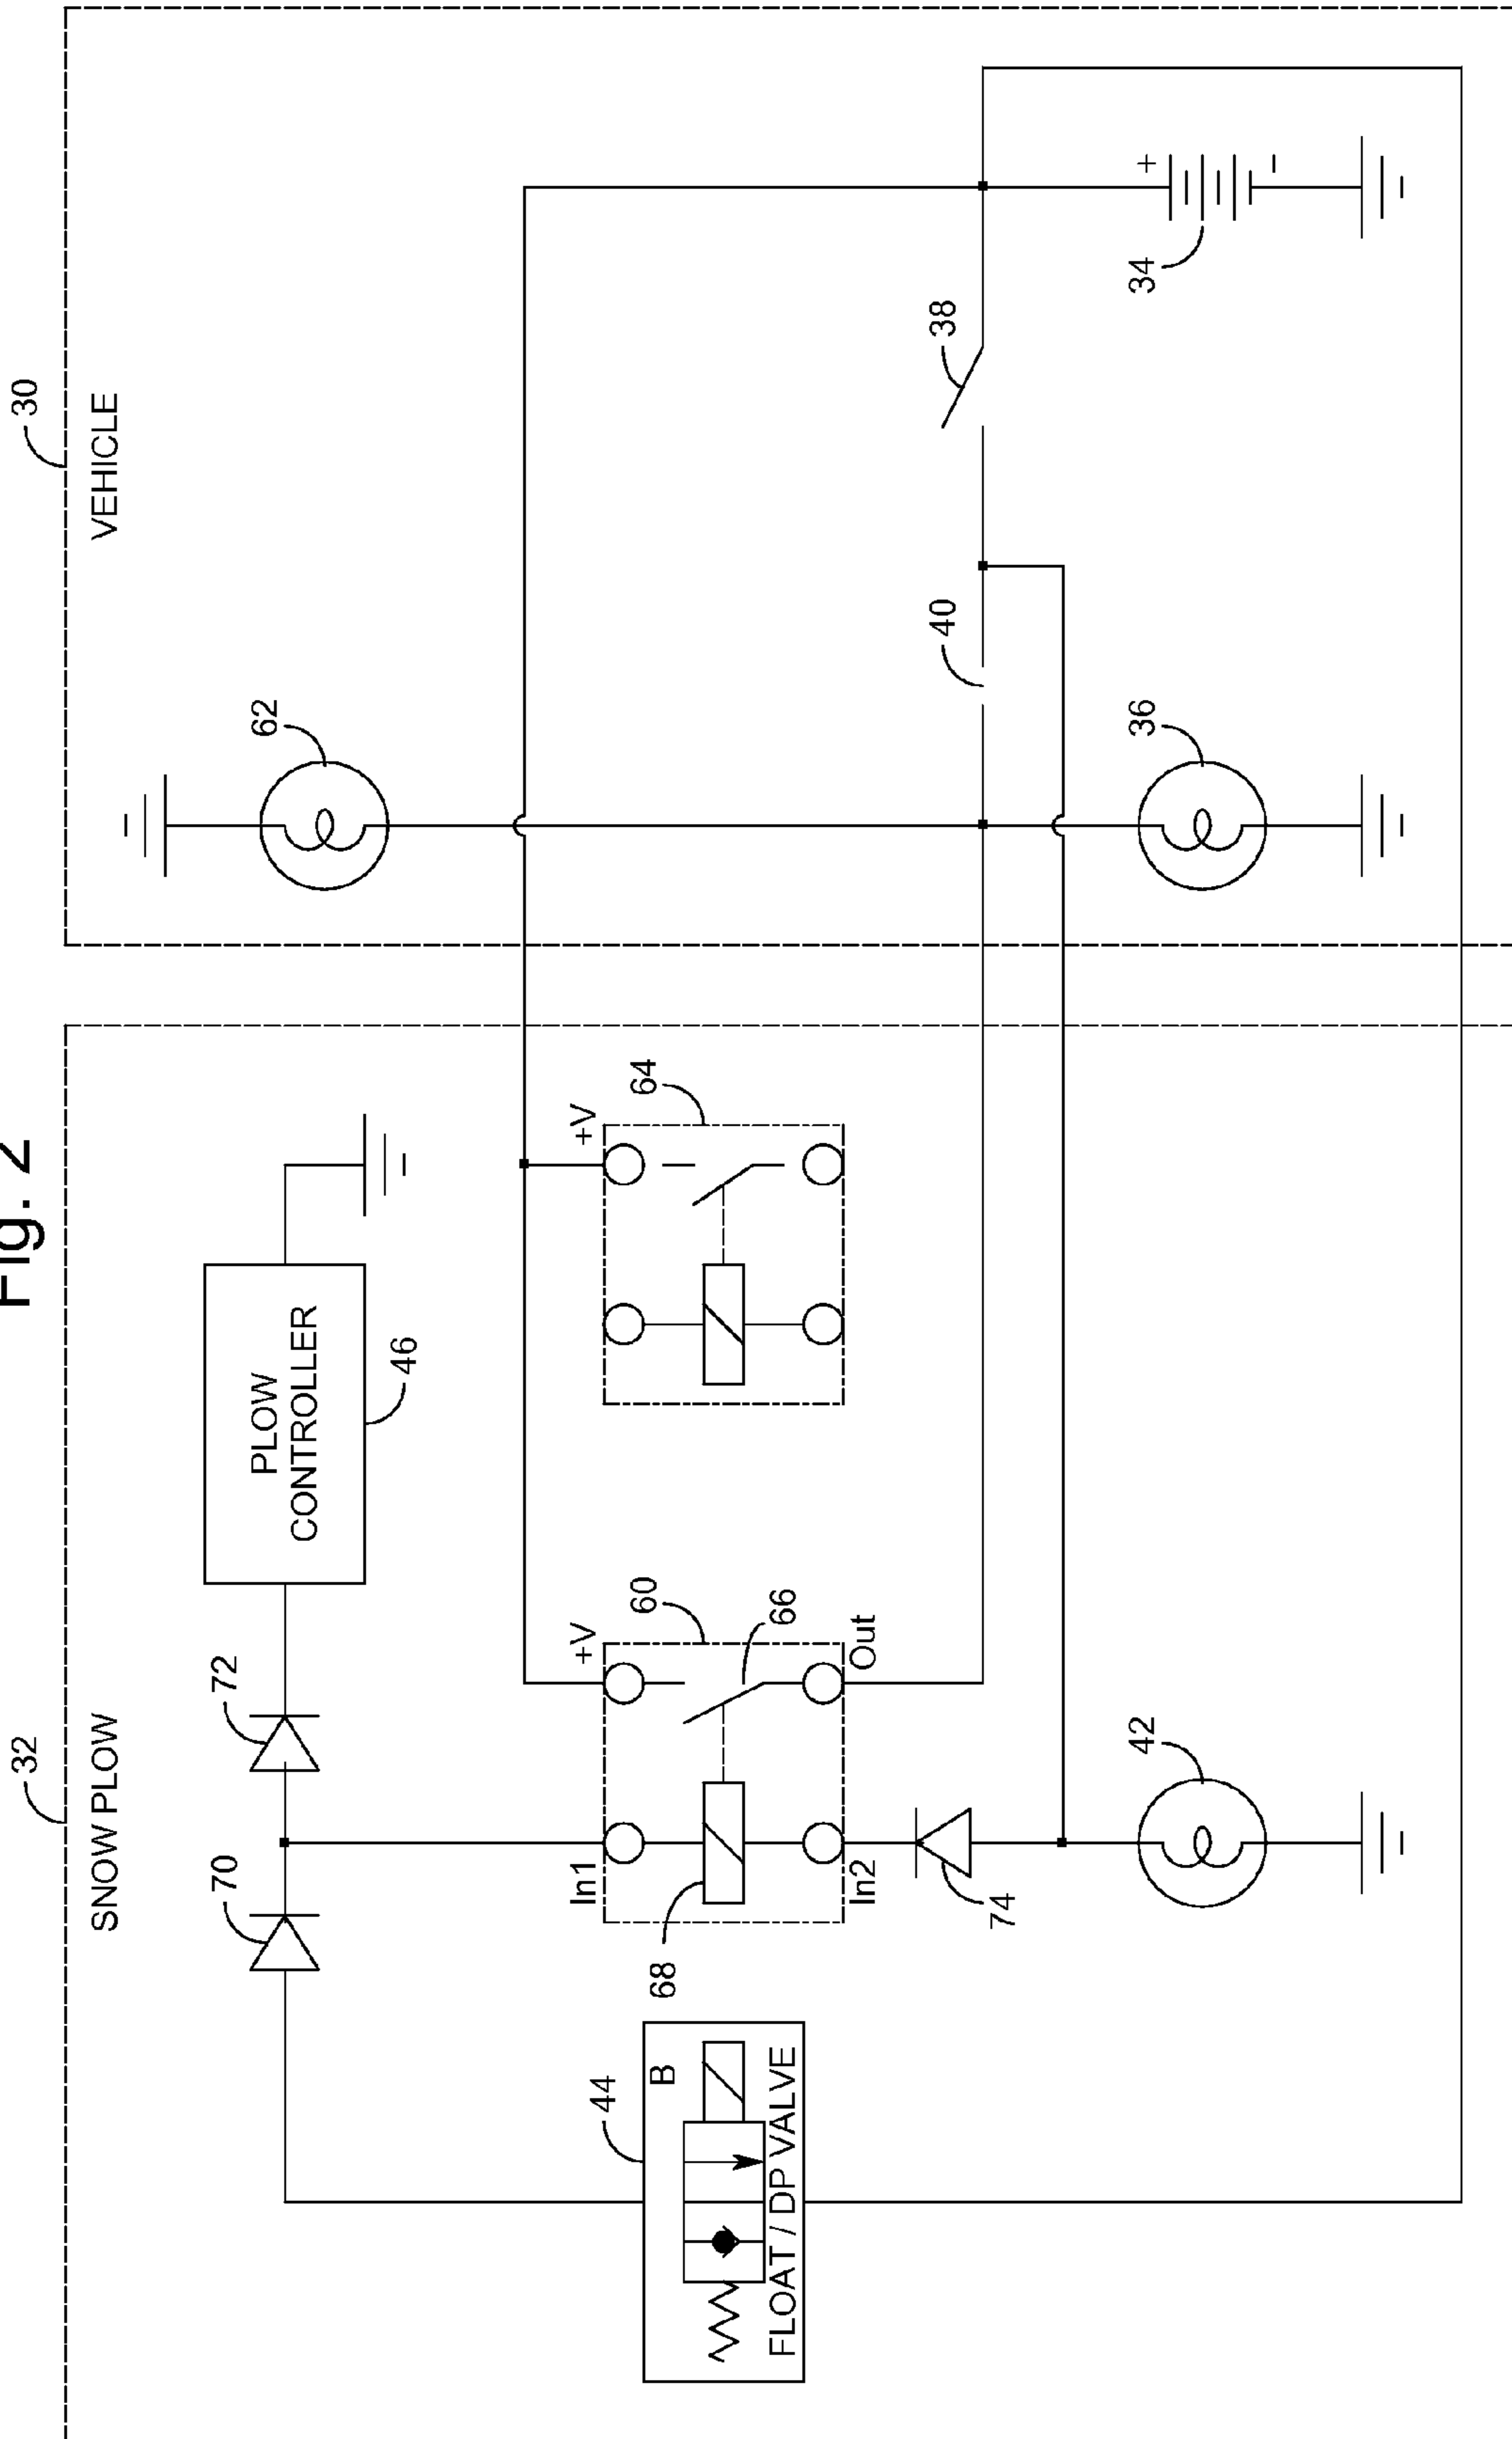 Fig. 2
32
SNOW PLOW
30
VEHICLE
70
72
PLOW
CONTROLLER
46
62
44
B
FLOAT / DP VALVE
68
In1
In2
+V
60
66
Out
+V
64
40
38
74
42
36
34
+
-